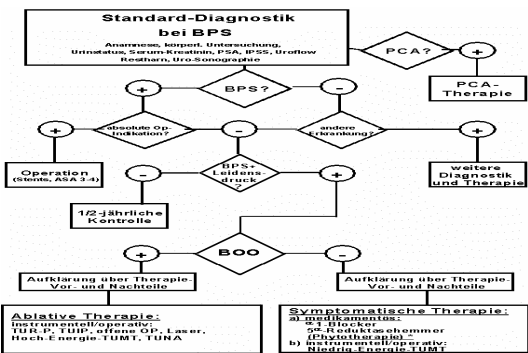 Standard-Diagnostik
bei BPS
Anamnese, körperl. Untersuchung,
Urinstatus, Serum-Kreatinin, PSA, IPSS, Uroflow
Restharn, Uro-Sonographie
PCA?
+
PCA-
Therapie
BPS?
+
-
absolute Op-
Indikation?
andere
Erkrankung?
+
-
+
Operation
(Stents, ASA 3-4)
BPS+
Leidens-
druck
?
weitere
Diagnostik
und Therapie
-
+
1/2-jährliche
Kontrolle
BOO
+
-
Aufklärung über Therapie-
Vor- und Nachteile
Aufklärung über Therapie-
Vor- und Nachteile
Ablative Therapie:
instrumentell/operativ:
TUR-P, TUIP, offene OP, Laser,
Hoch-Energie-TUMT, TUNA
Symptomatische Therapie:
a) medikamentös:
α1-Blocker
5α-Reduktasehemmer
(Phytotherapie)
b) instrumentell/operativ:
Niedrig-Energie-TUMT